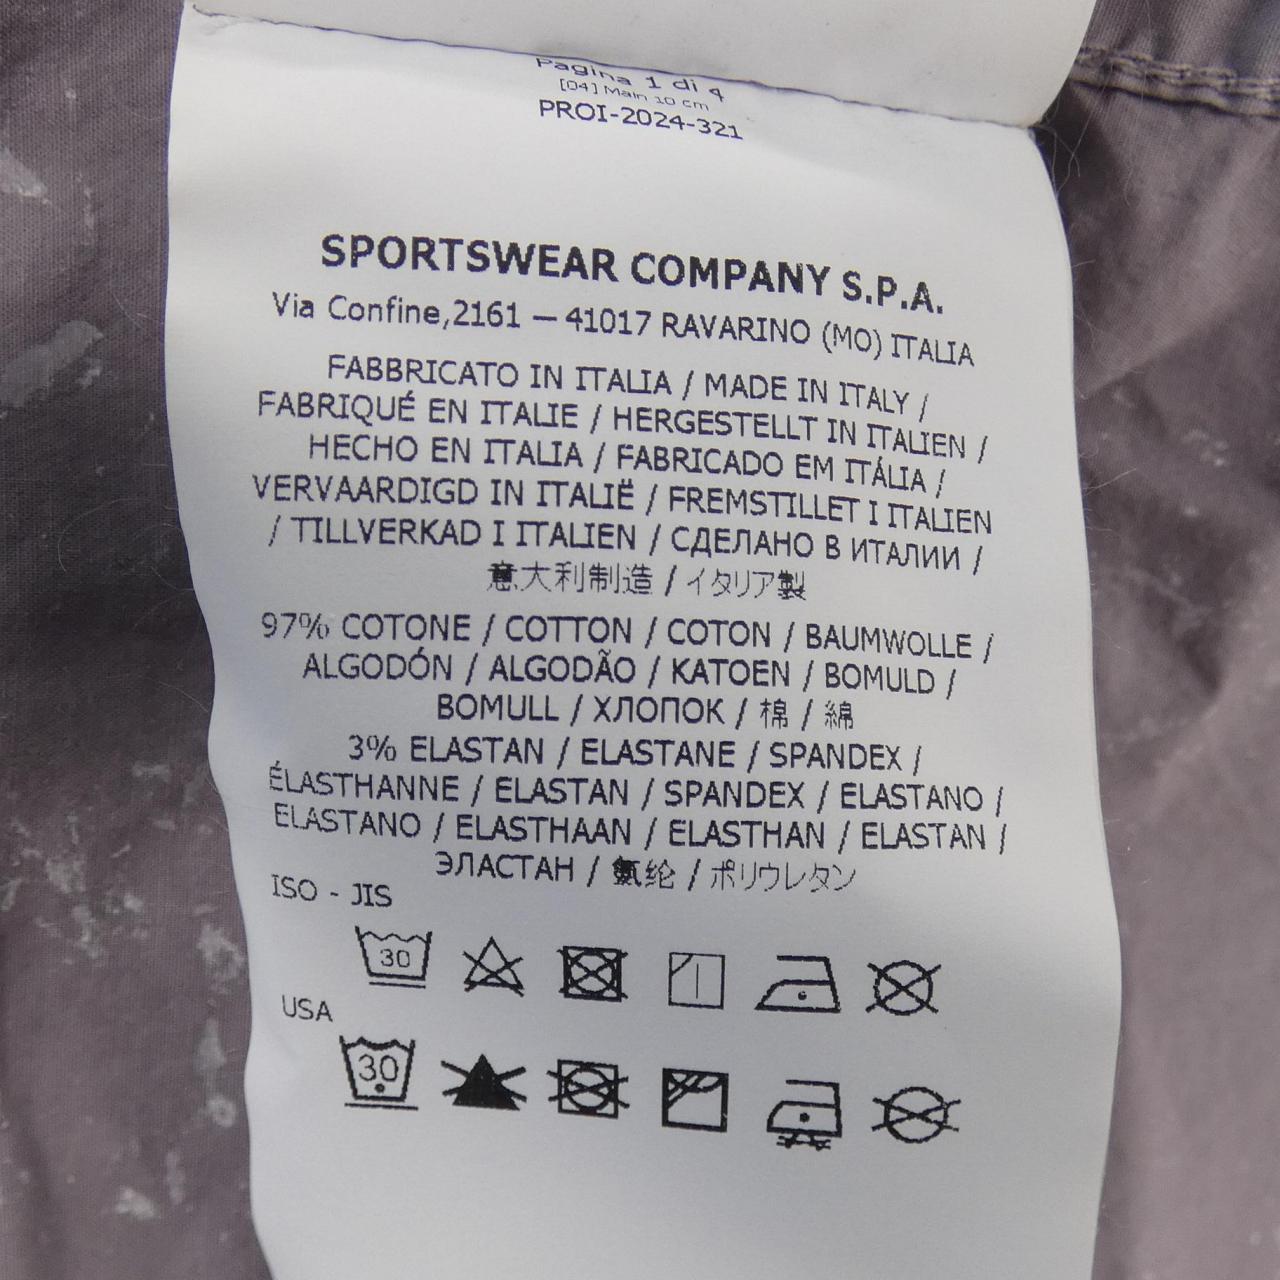 Pagina 1 di 4
[04] Main 10 cm
PROI-2024-321
SPORTSWEAR COMPANY S.P.A.
Via Confine,2161 — 41017 RAVARINO (MO) ITALIA
FABBRICATO IN ITALIA / MADE IN ITALY /
FABRIQUÉ EN ITALIE / HERGESTELLT IN ITALIEN /
HECHO EN ITALIA / FABRICADO EM ITÁLIA /
VERVAARDIGD IN ITALIË / FREMSTILLET I ITALIEN
/ TILLVERKAD I ITALIEN / СДЕЛАНО В ИТАЛИИ /
意大利制造 / イタリア製
97% COTONE / COTTON / COTON / BAUMWOLLE /
ALGODÓN / ALGODÃO / KATOEN / BOMULD /
BOMULL / ХЛОПОК / 棉 / 綿
3% ELASTAN / ELASTANE / SPANDEX /
ÉLASTHANNE / ELASTAN / SPANDEX / ELASTANO /
ELASTANO / ELASTHAAN / ELASTHAN / ELASTAN /
ЭЛАСТАН / 氨纶 / ポリウレタン
ISO - JIS
30
USA
30